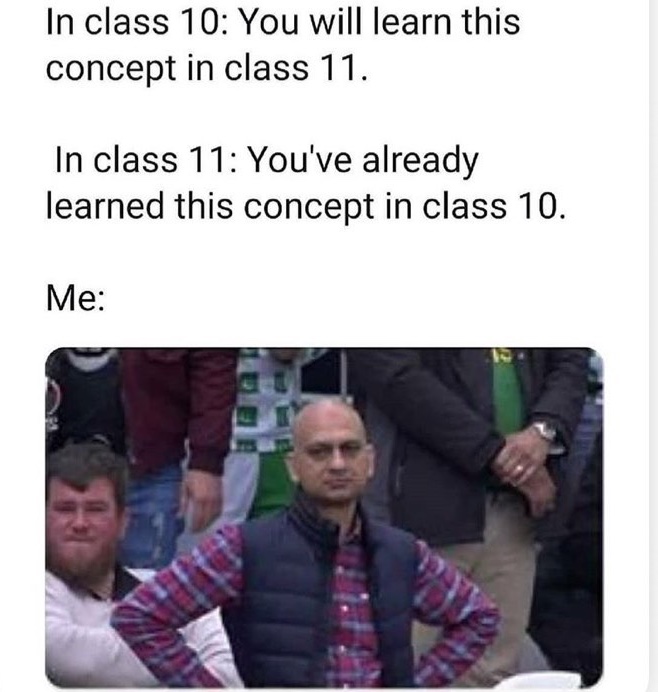 In class 10: You will learn this
concept in class 11.
In class 11: You've already
learned this concept in class 10.
Me: